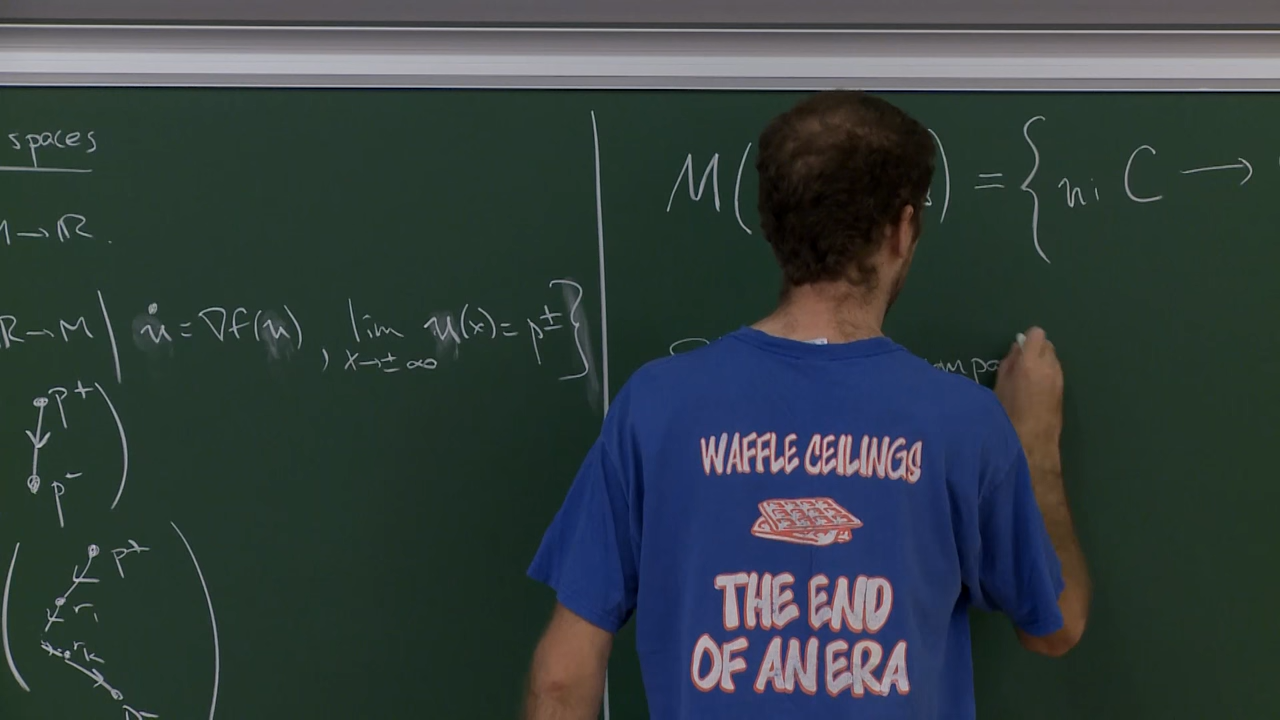 spaces
→ ℝ.
ℝ → M | u̇ = ∇f(u), lim u(x) = p± }
x → ± ∞
p+
p-
p+
r1
rk
p-
M( ) = { u: C →
WAFFLE CEILINGS
THE END
OF AN ERA